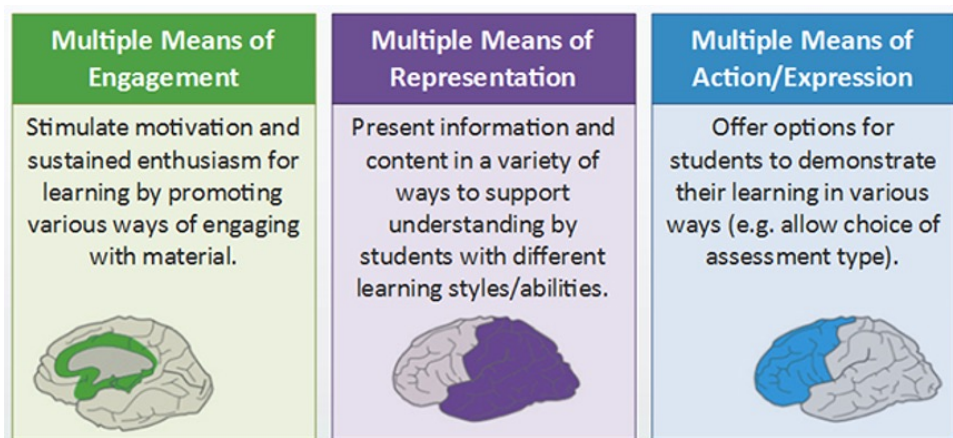 Multiple Means of
Engagement
Stimulate motivation and
sustained enthusiasm for
learning by promoting
various ways of engaging
with material.
Multiple Means of
Representation
Present information and
content in a variety of
ways to support
understanding by
students with different
learning styles/abilities.
Multiple Means of
Action/Expression
Offer options for
students to demonstrate
their learning in various
ways (e.g. allow choice of
assessment type).